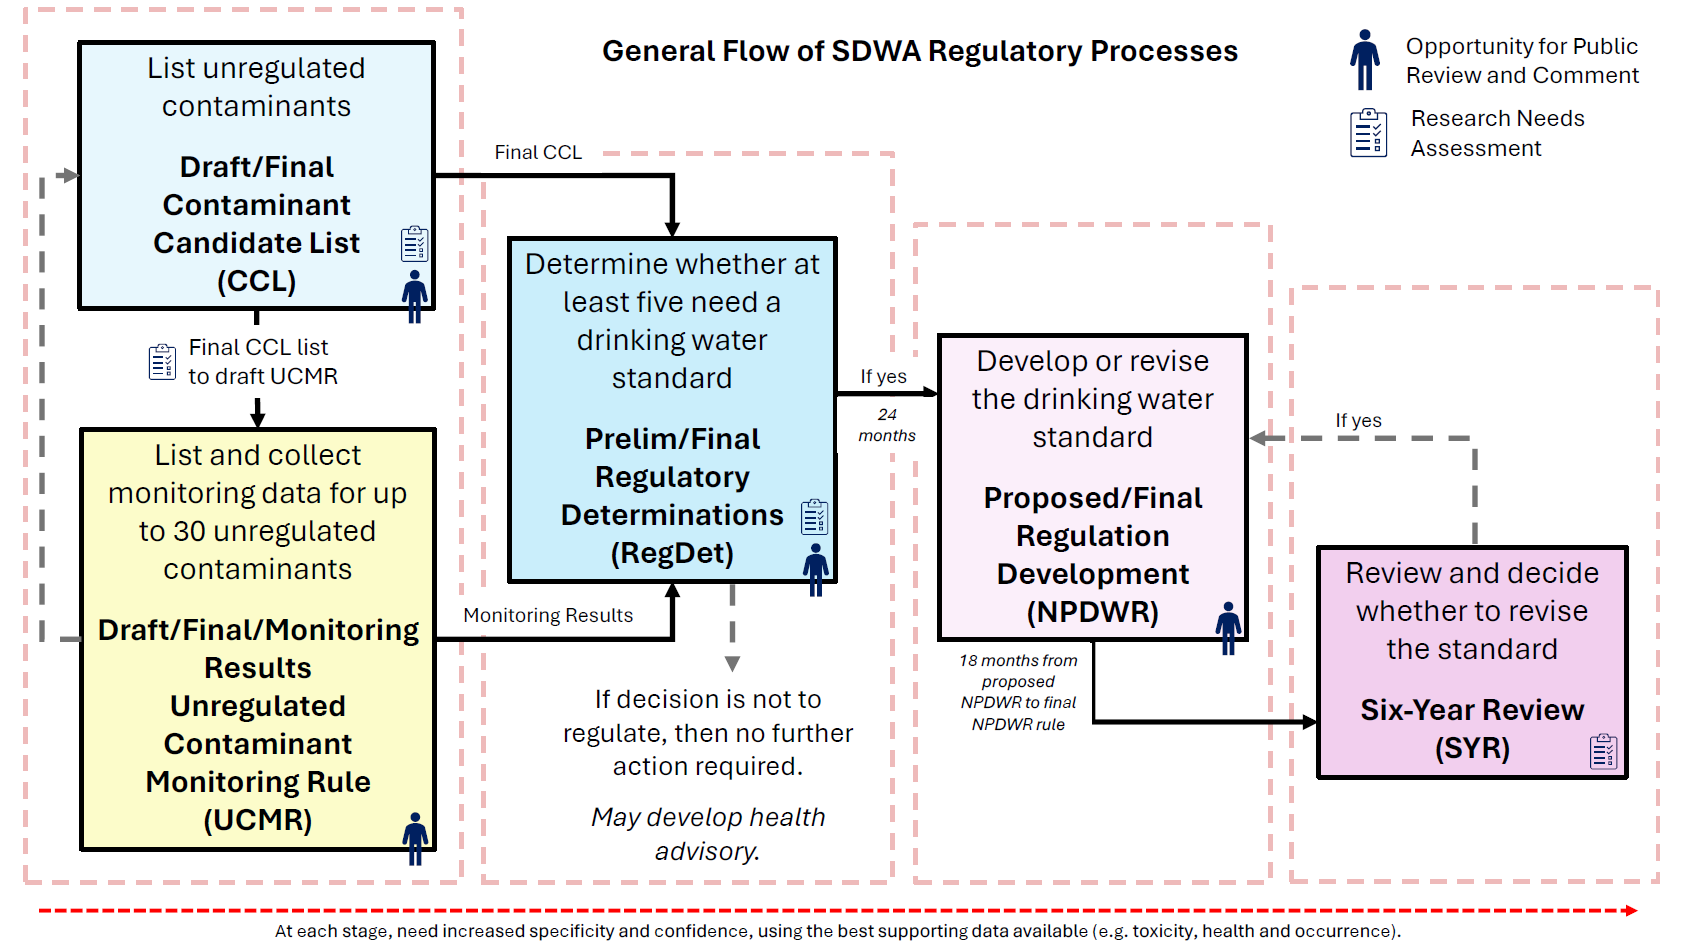 General Flow of SDWA Regulatory Processes
Opportunity for Public
Review and Comment
Research Needs
Assessment
List unregulated
contaminants
Draft/Final
Contaminant
Candidate List
(CCL)
Final CCL list
to draft UCMR
List and collect
monitoring data for up
to 30 unregulated
contaminants
Draft/Final/Monitoring
Results
Unregulated
Contaminant
Monitoring Rule
(UCMR)
Final CCL
Monitoring Results
Determine whether at
least five need a
drinking water
standard
Prelim/Final
Regulatory
Determinations
(RegDet)
If decision is not to
regulate, then no further
action required.
May develop health
advisory.
If yes
24
months
Develop or revise
the drinking water
standard
Proposed/Final
Regulation
Development
(NPDWR)
18 months from
proposed
NPDWR to final
NPDWR rule
If yes
Review and decide
whether to revise
the standard
Six-Year Review
(SYR)
At each stage, need increased specificity and confidence, using the best supporting data available (e.g. toxicity, health and occurrence).